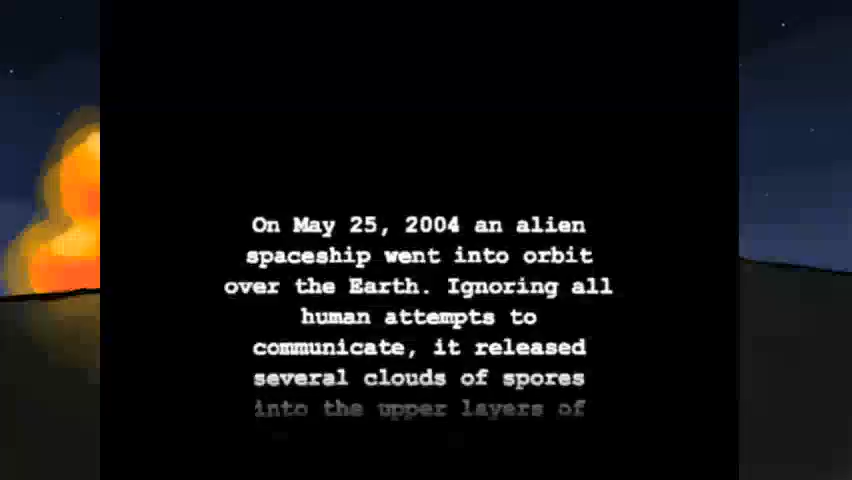 On May 25, 2004 an alien
spaceship went into orbit
over the Earth. Ignoring all
human attempts to
communicate, it released
several clouds of spores
into the upper layers of